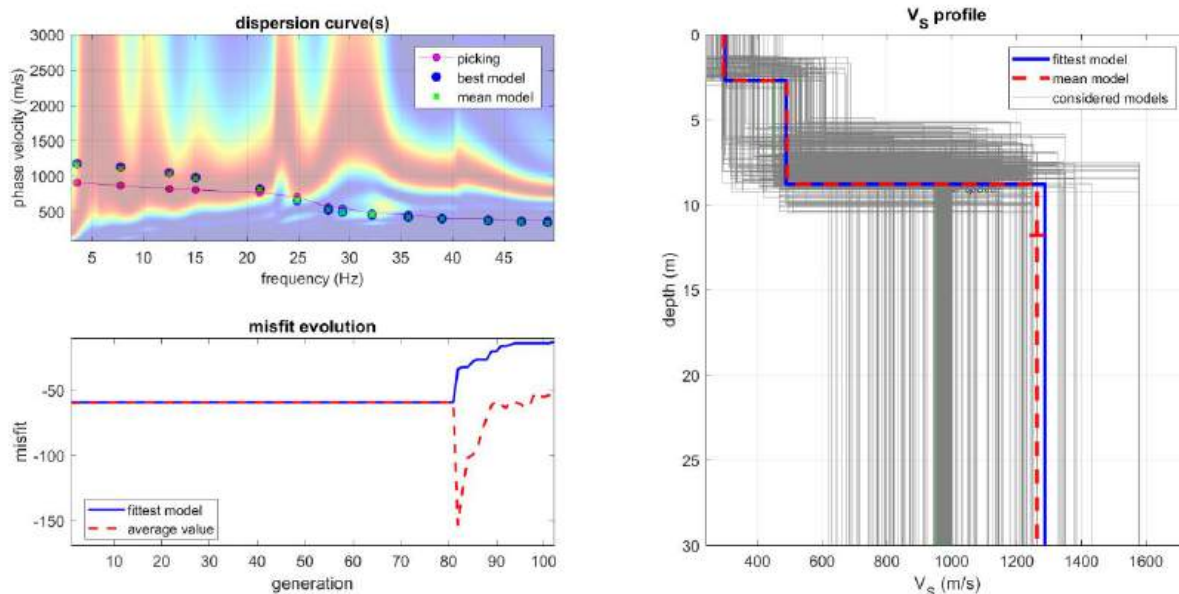 dispersion curve(s)
3000
2500
2000
1500
1000
500
phase velocity (m/s)
picking
best model
mean model
5 10 15 20 25 30 35 40 45
frequency (Hz)
misfit evolution
-50
-100
-150
misfit
fittest model
average value
10 20 30 40 50 60 70 80 90 100
generation
VS profile
0
5
10
15
20
25
30
depth (m)
fittest model
mean model
considered models
400 600 800 1000 1200 1400 1600
VS (m/s)